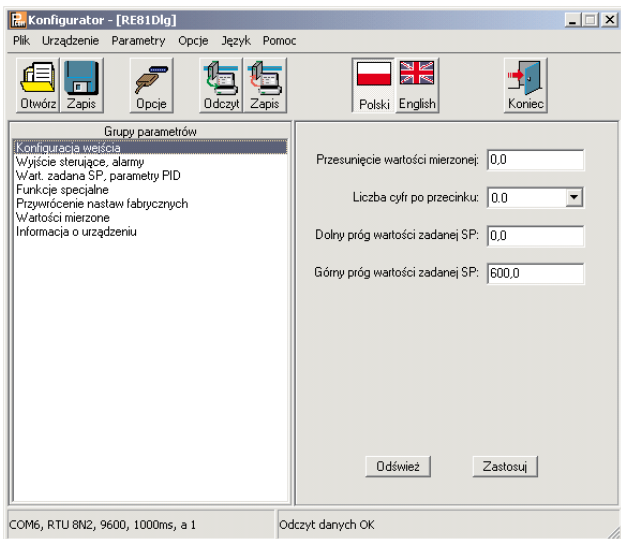 Konfigurator - [RE81Dlg]
Plik Urządzenie Parametry Opcje Język Pomoc
Otwórz Zapis Opcje Odczyt Zapis Polski English Koniec
Grupy parametrów
Konfiguracja wejścia
Wyjście sterujące, alarmy
Wart. zadana SP, parametry PID
Funkcje specjalne
Przywrócenie nastaw fabrycznych
Wartości mierzone
Informacja o urządzeniu
Przesunięcie wartości mierzonej: 0,0
Liczba cyfr po przecinku: 0.0
Dolny próg wartości zadanej SP: 0,0
Górny próg wartości zadanej SP: 600,0
Odśwież Zastosuj
COM6, RTU 8N2, 9600, 1000ms, a 1 Odczyt danych OK